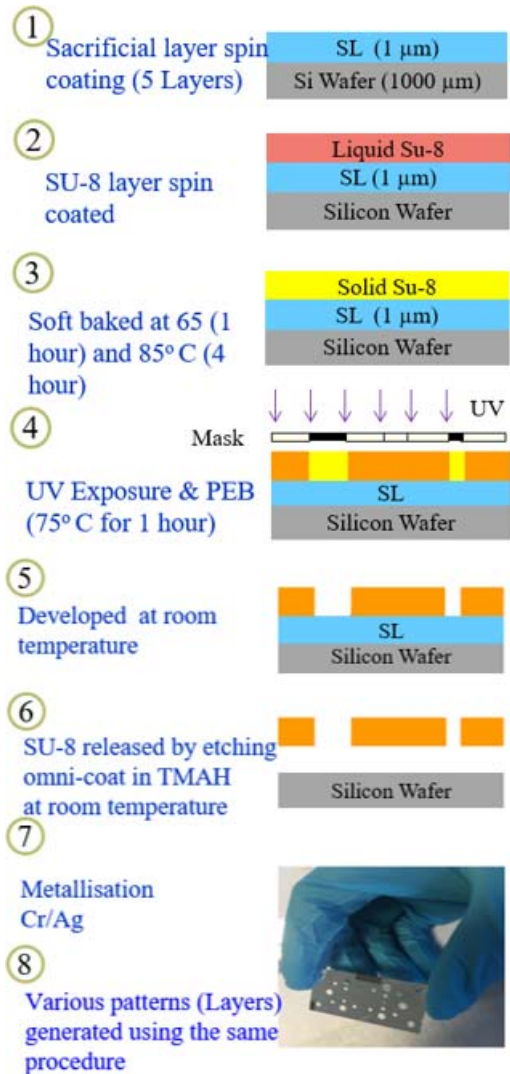 1
Sacrificial layer spin
coating (5 Layers)
SL (1 μm)
Si Wafer (1000 μm)
2
SU-8 layer spin
coated
Liquid Su-8
SL (1 μm)
Silicon Wafer
3
Soft baked at 65 (1
hour) and 85° C (4
hour)
Solid Su-8
SL (1 μm)
Silicon Wafer
4
UV
Mask
UV Exposure & PEB
(75° C for 1 hour)
SL
Silicon Wafer
5
Developed at room
temperature
SL
Silicon Wafer
6
SU-8 released by etching
omni-coat in TMAH
at room temperature
Silicon Wafer
7
Metallisation
Cr/Ag
8
Various patterns (Layers)
generated using the same
procedure